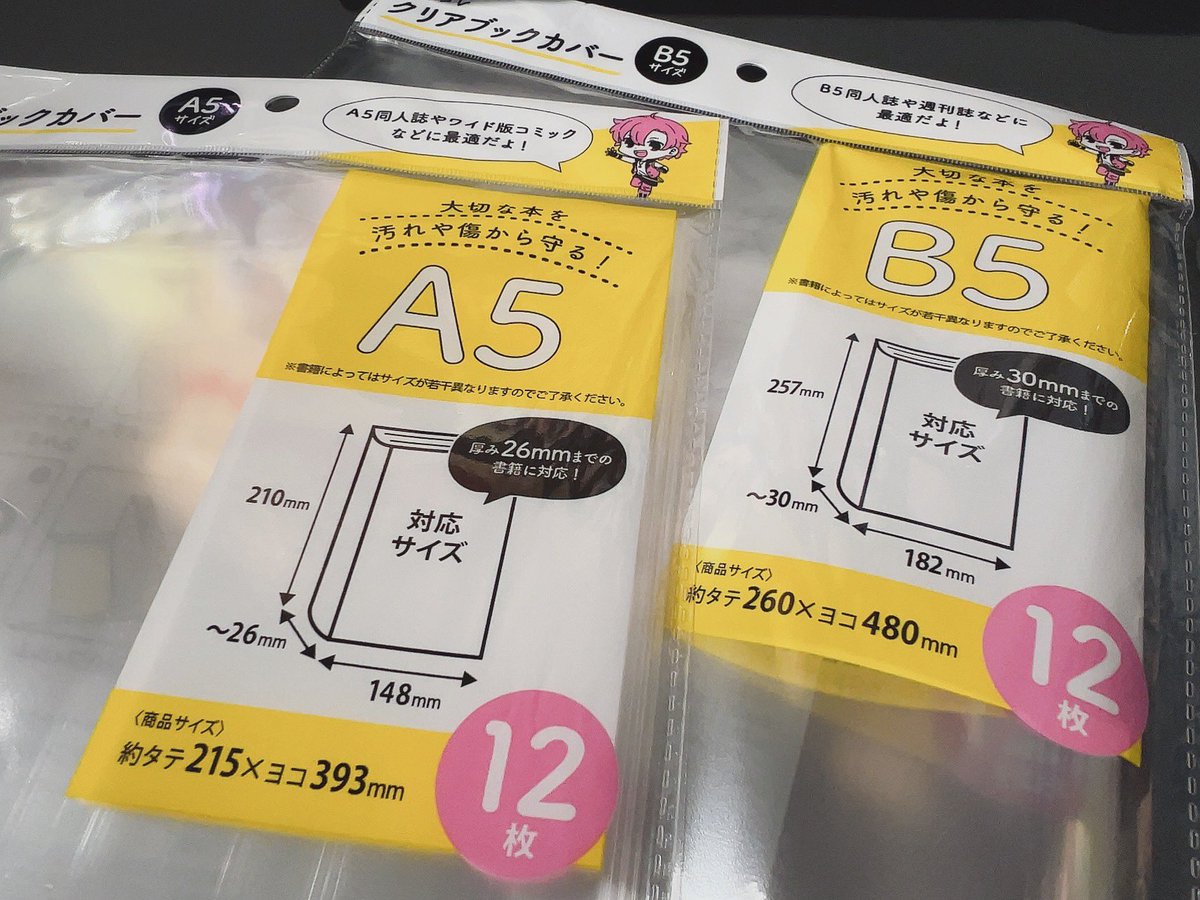 ックカバー
A5
サイズ
A5同人誌やワイド版コミック
などに最適だよ！
大切な本を
汚れや傷から守る！
A5
※書籍によってはサイズが若干異なりますのでご了承ください。
厚み26mmまでの
書籍に対応！
210mm
対応
サイズ
〜26mm
148mm
〈商品サイズ〉
約タテ215×ヨコ393mm
12
枚
クリアブックカバー
B5
サイズ
B5同人誌や週刊誌などに
最適だよ！
大切な本を
汚れや傷から守る！
B5
※書籍によってはサイズが若干異なりますのでご了承ください。
厚み30mmまでの
書籍に対応！
257mm
対応
サイズ
〜30mm
182mm
〈商品サイズ〉
約タテ260×ヨコ480mm
12
枚